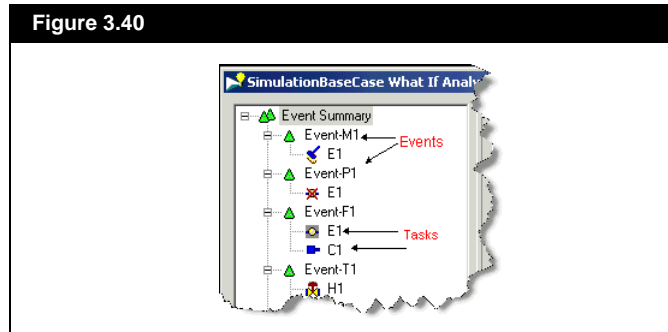 Figure 3.40
SimulationBaseCase What If Analy
Event Summary
Event-M1
Events
E1
Event-P1
E1
Event-F1
E1
Tasks
C1
Event-T1
H1